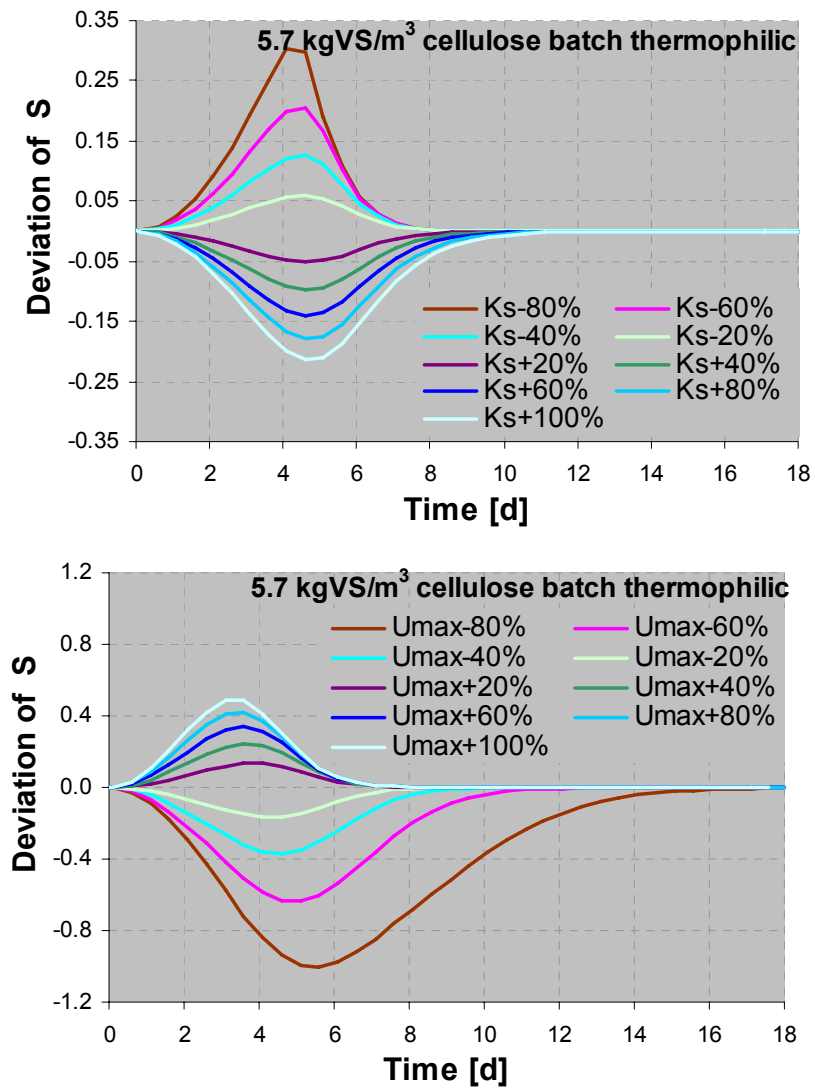 5.7 kgVS/m³ cellulose batch thermophilic
Deviation of S
0.35
0.25
0.15
0.05
-0.05
-0.15
-0.25
-0.35
Ks-80% Ks-60%
Ks-40% Ks-20%
Ks+20% Ks+40%
Ks+60% Ks+80%
Ks+100%
0 2 4 6 8 10 12 14 16 18
Time [d]
5.7 kgVS/m³ cellulose batch thermophilic
Deviation of S
1.2
0.8
0.4
0.0
-0.4
-0.8
-1.2
Umax-80% Umax-60%
Umax-40% Umax-20%
Umax+20% Umax+40%
Umax+60% Umax+80%
Umax+100%
0 2 4 6 8 10 12 14 16 18
Time [d]